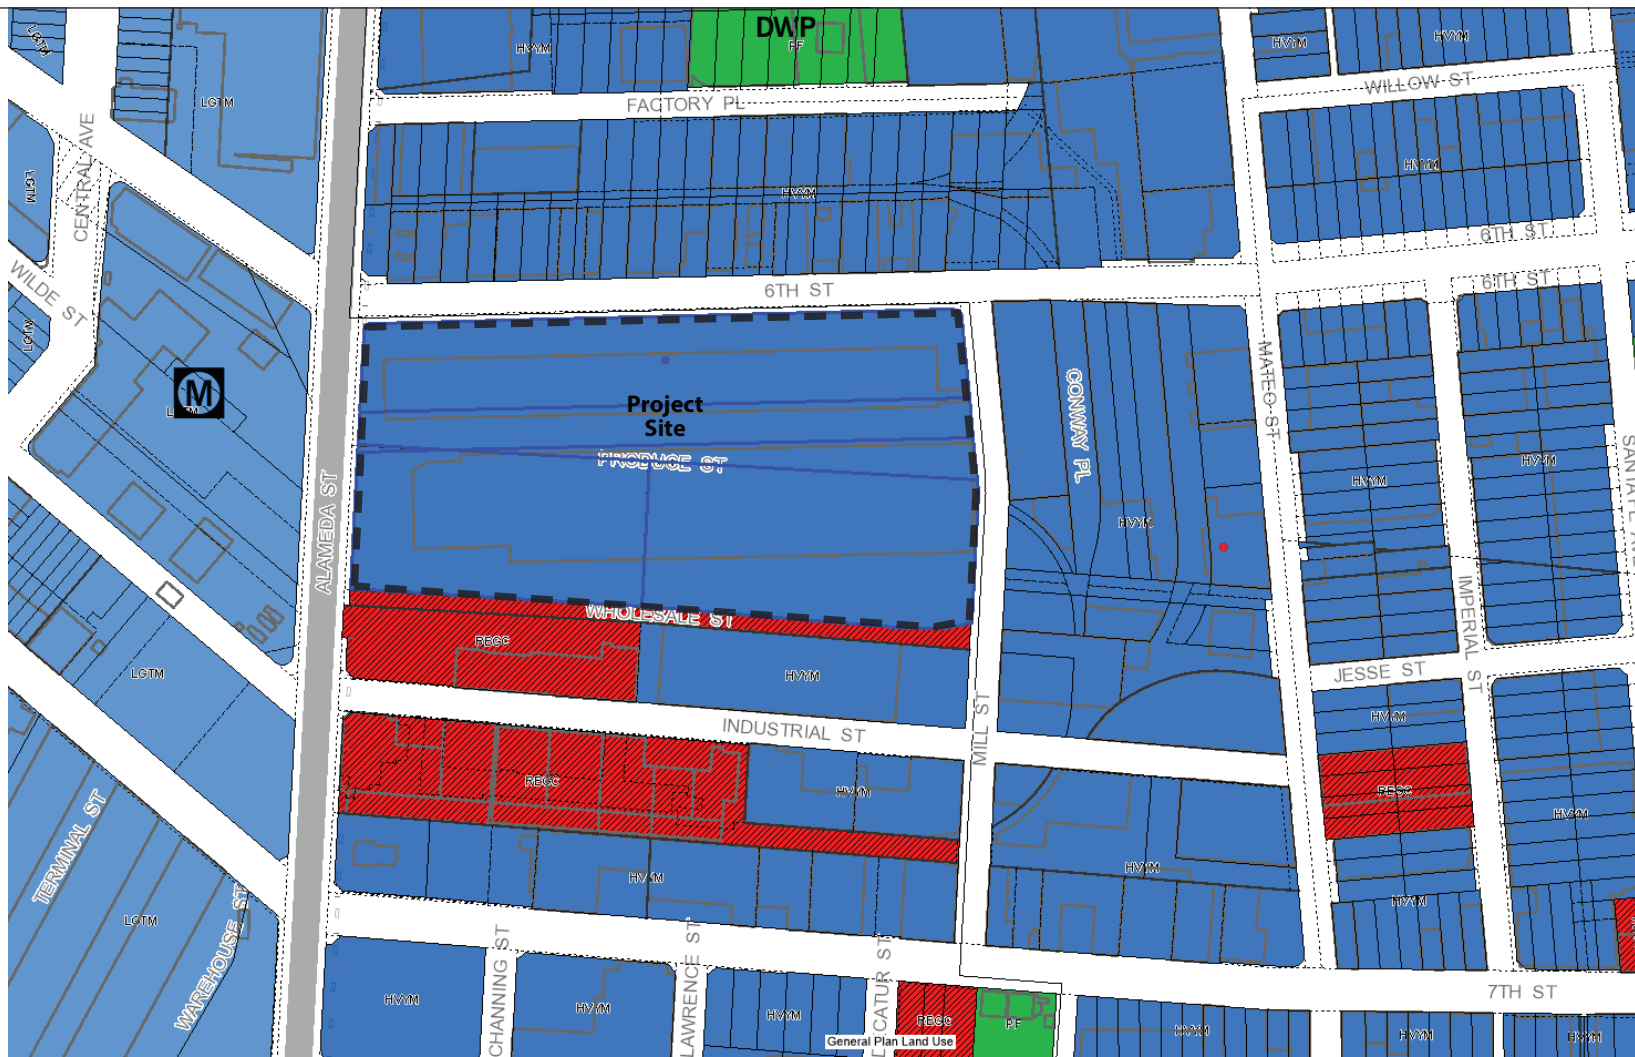 DWP
PF
HVYM
HVYM
HVYM
LGTM
LGTM
WILLOW ST
FACTORY PL
CENTRAL AVE
LGTM
HVYM
HVYM
6TH ST
WILDE ST
6TH ST
6TH ST
LGTM
MATEO ST
CONWAY PL
M
Project
Site
PRODUCE ST
HVYM
HVYM
HVYM
ALAMEDA ST
WHOLESALE ST
IMPERIAL ST
REGC
HVYM
LGTM
JESSE ST
MILL ST
INDUSTRIAL ST
HVYM
REGC
HVYM
REGC
HVYM
TERMINAL ST
HVYM
HVYM
HVYM
LGTM
WAREHOUSE ST
CHANNING ST
LAWRENCE ST
DECATUR ST
7TH ST
HVYM
HVYM
HVYM
REGC
PF
HVYM
HVYM
HVYM
General Plan Land Use